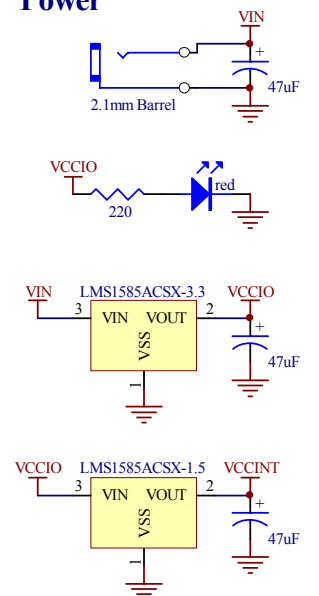 Power
VIN
+
47uF
2.1mm Barrel
VCCIO
red
220
VIN LMS1585ACSX-3.3 VCCIO
3 VIN VOUT 2
+
VSS
47uF
1
VCCIO LMS1585ACSX-1.5 VCCINT
3 VIN VOUT 2
+
VSS
47uF
1